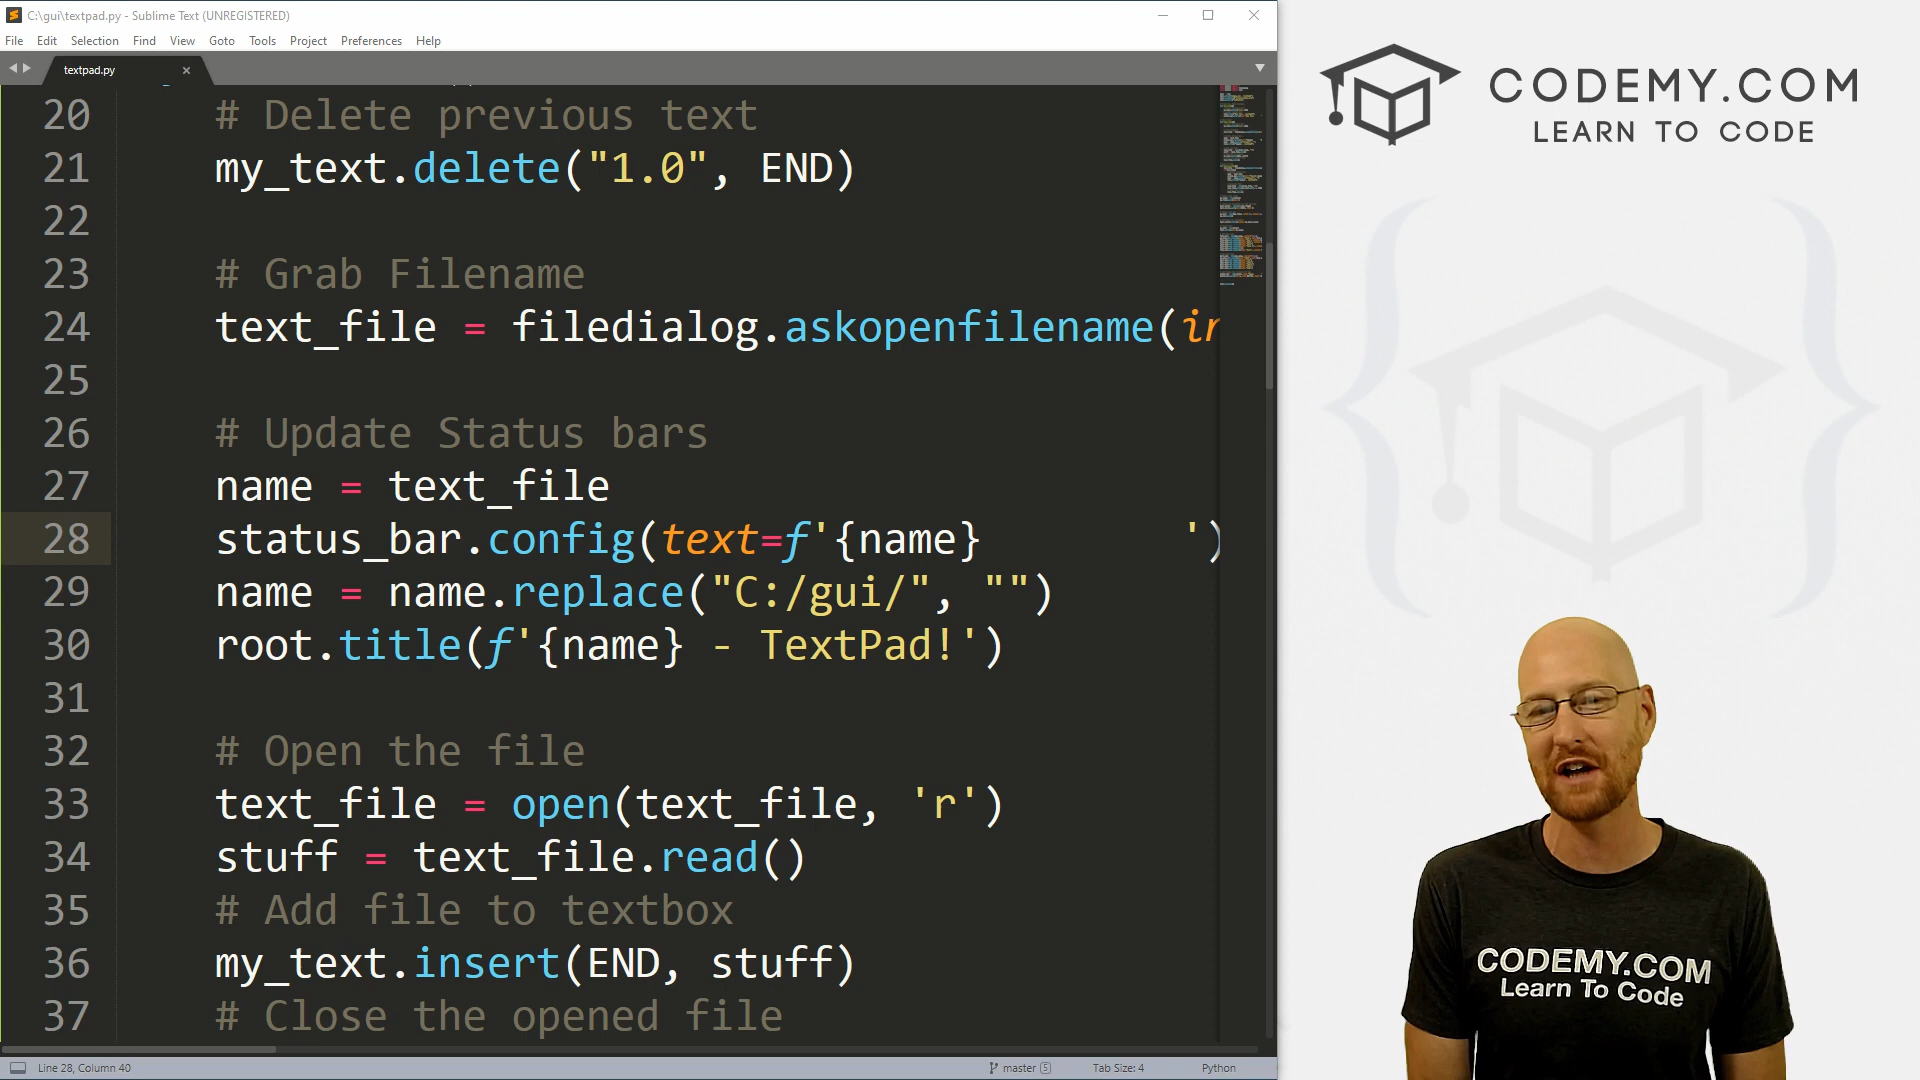 C:\gui\textpad.py - Sublime Text (UNREGISTERED)
File Edit Selection Find View Goto Tools Project Preferences Help
textpad.py
20 # Delete previous text
21 my_text.delete("1.0", END)
22
23 # Grab Filename
24 text_file = filedialog.askopenfilename(in
25
26 # Update Status bars
27 name = text_file
28 status_bar.config(text=f'{name}        ')
29 name = name.replace("C:/gui/", "")
30 root.title(f'{name} - TextPad!')
31
32 # Open the file
33 text_file = open(text_file, 'r')
34 stuff = text_file.read()
35 # Add file to textbox
36 my_text.insert(END, stuff)
37 # Close the opened file
Line 28, Column 40
master 5
Tab Size: 4
Python
CODEMY.COM
LEARN TO CODE
CODEMY.COM
Learn To Code